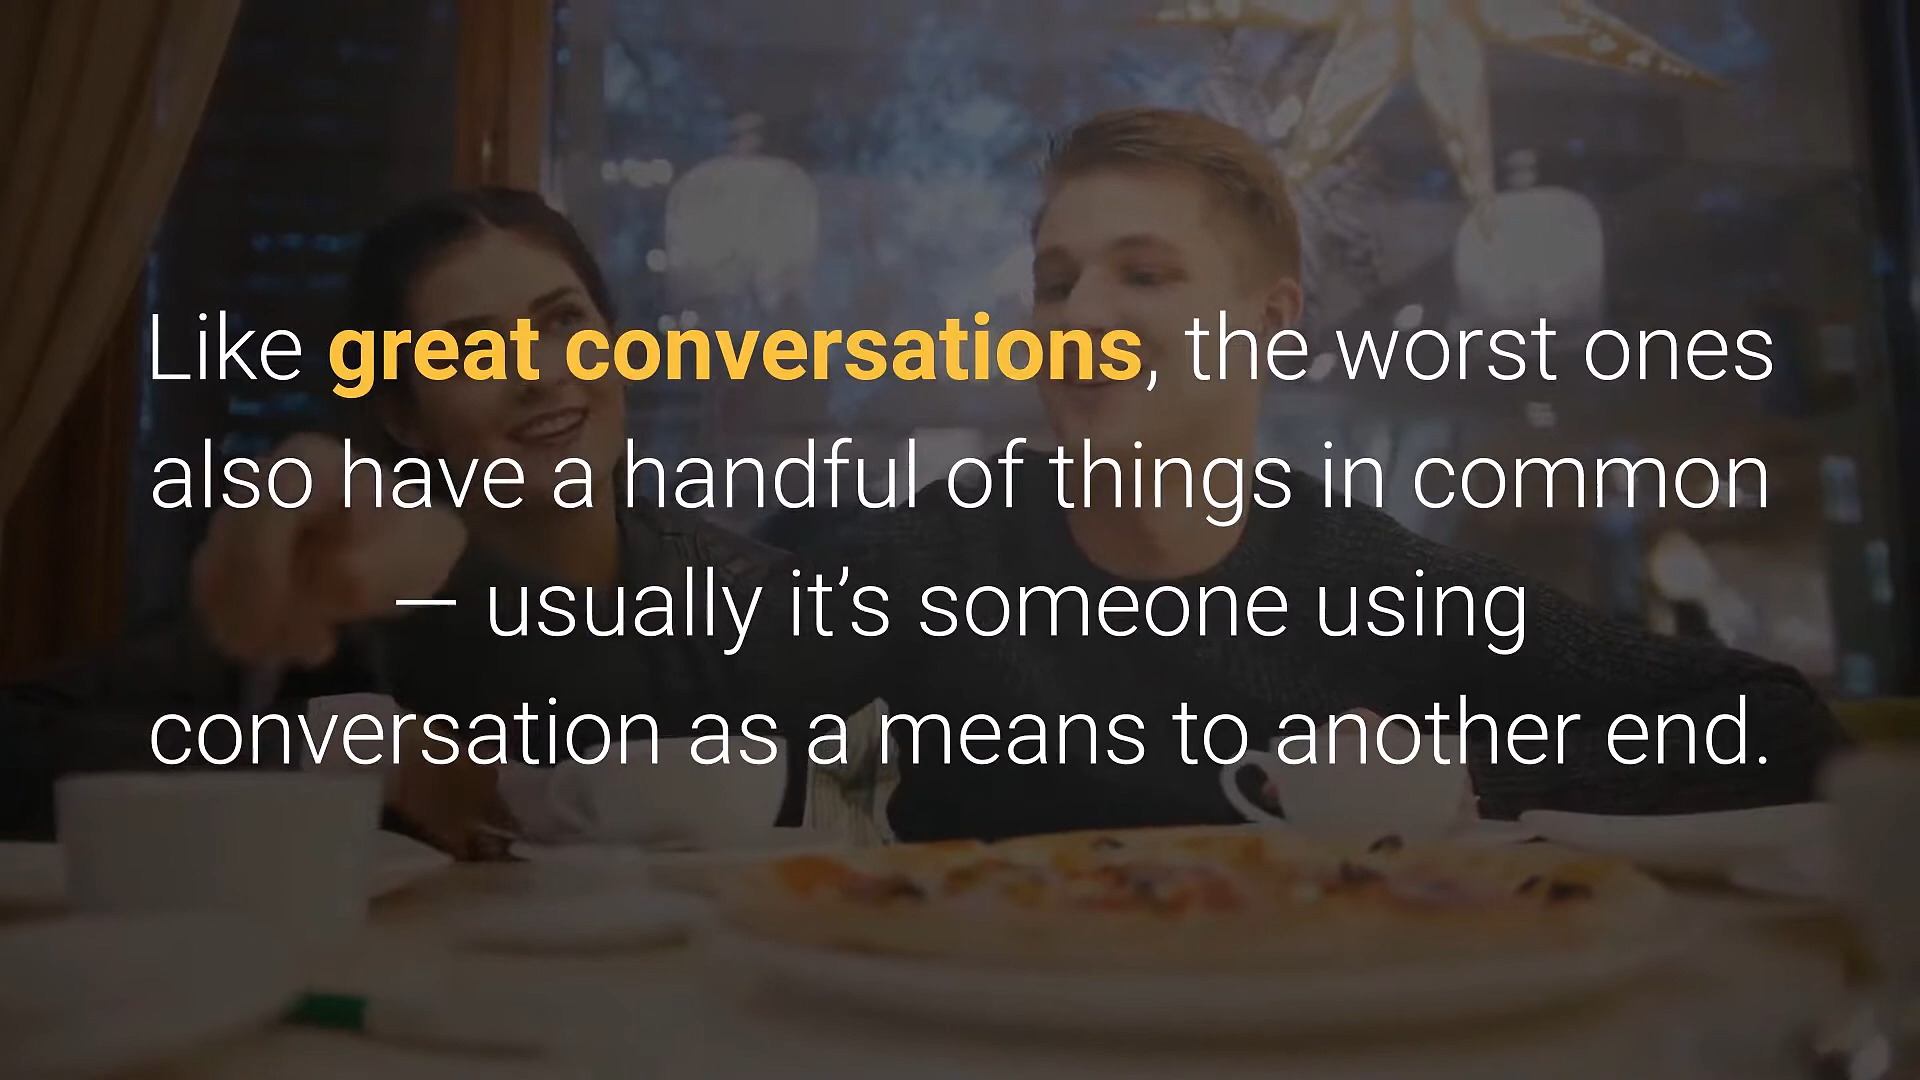 Like great conversations, the worst ones
also have a handful of things in common
— usually it’s someone using
conversation as a means to another end.